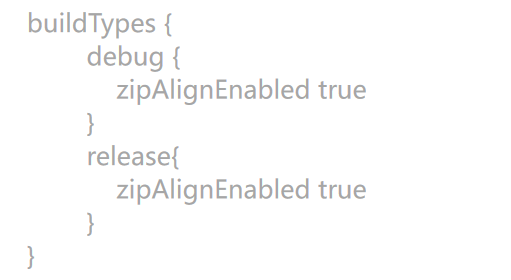 buildTypes {
debug {
zipAlignEnabled true
}
release{
zipAlignEnabled true
}
}